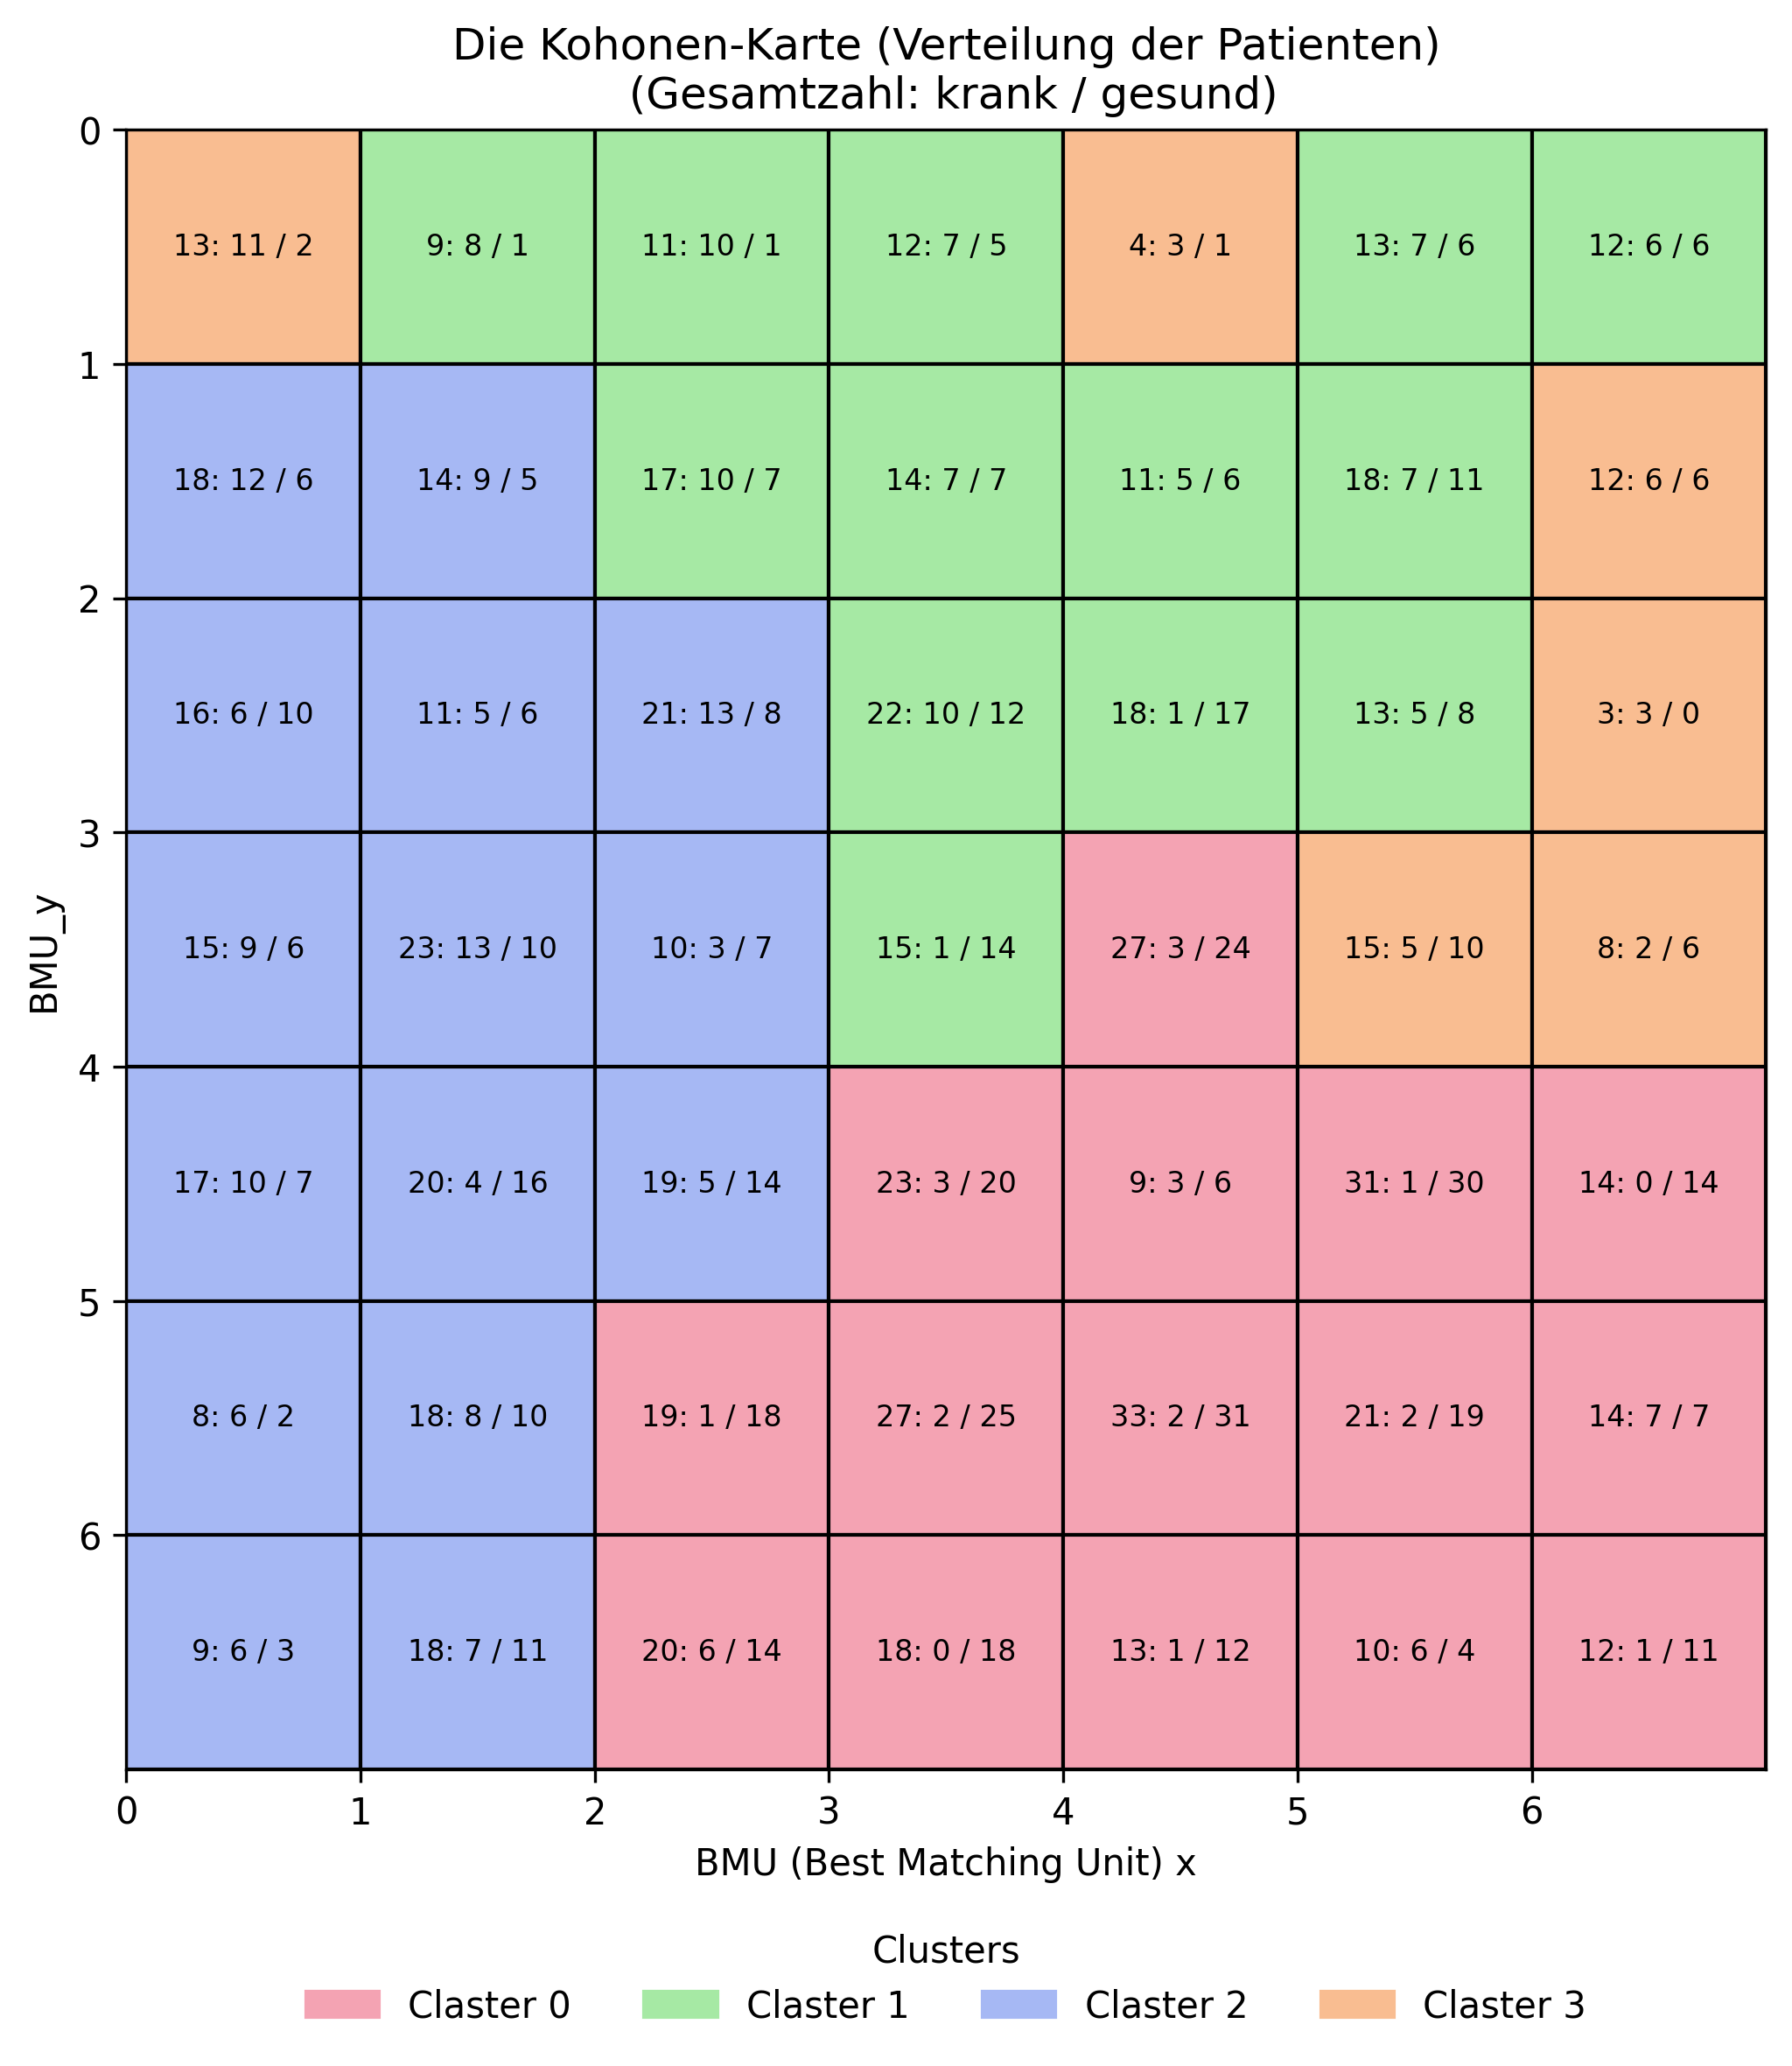 Die Kohonen-Karte (Verteilung der Patienten)
(Gesamtzahl: krank / gesund)
0
13: 11 / 2 9: 8 / 1 11: 10 / 1 12: 7 / 5 4: 3 / 1 13: 7 / 6 12: 6 / 6
1
18: 12 / 6 14: 9 / 5 17: 10 / 7 14: 7 / 7 11: 5 / 6 18: 7 / 11 12: 6 / 6
2
16: 6 / 10 11: 5 / 6 21: 13 / 8 22: 10 / 12 18: 1 / 17 13: 5 / 8 3: 3 / 0
3
BMU_y
15: 9 / 6 23: 13 / 10 10: 3 / 7 15: 1 / 14 27: 3 / 24 15: 5 / 10 8: 2 / 6
4
17: 10 / 7 20: 4 / 16 19: 5 / 14 23: 3 / 20 9: 3 / 6 31: 1 / 30 14: 0 / 14
5
8: 6 / 2 18: 8 / 10 19: 1 / 18 27: 2 / 25 33: 2 / 31 21: 2 / 19 14: 7 / 7
6
9: 6 / 3 18: 7 / 11 20: 6 / 14 18: 0 / 18 13: 1 / 12 10: 6 / 4 12: 1 / 11
0 1 2 3 4 5 6
BMU (Best Matching Unit) x
Clusters
Claster 0 Claster 1 Claster 2 Claster 3